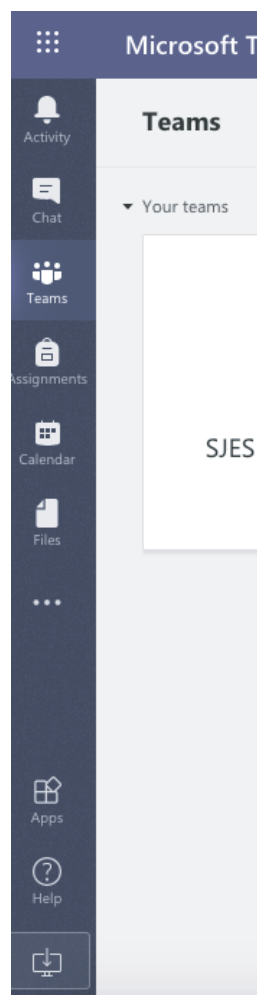 Microsoft T
Activity
Chat
Teams
Assignments
Calendar
Files
Apps
Help
Teams
Your teams
SJES